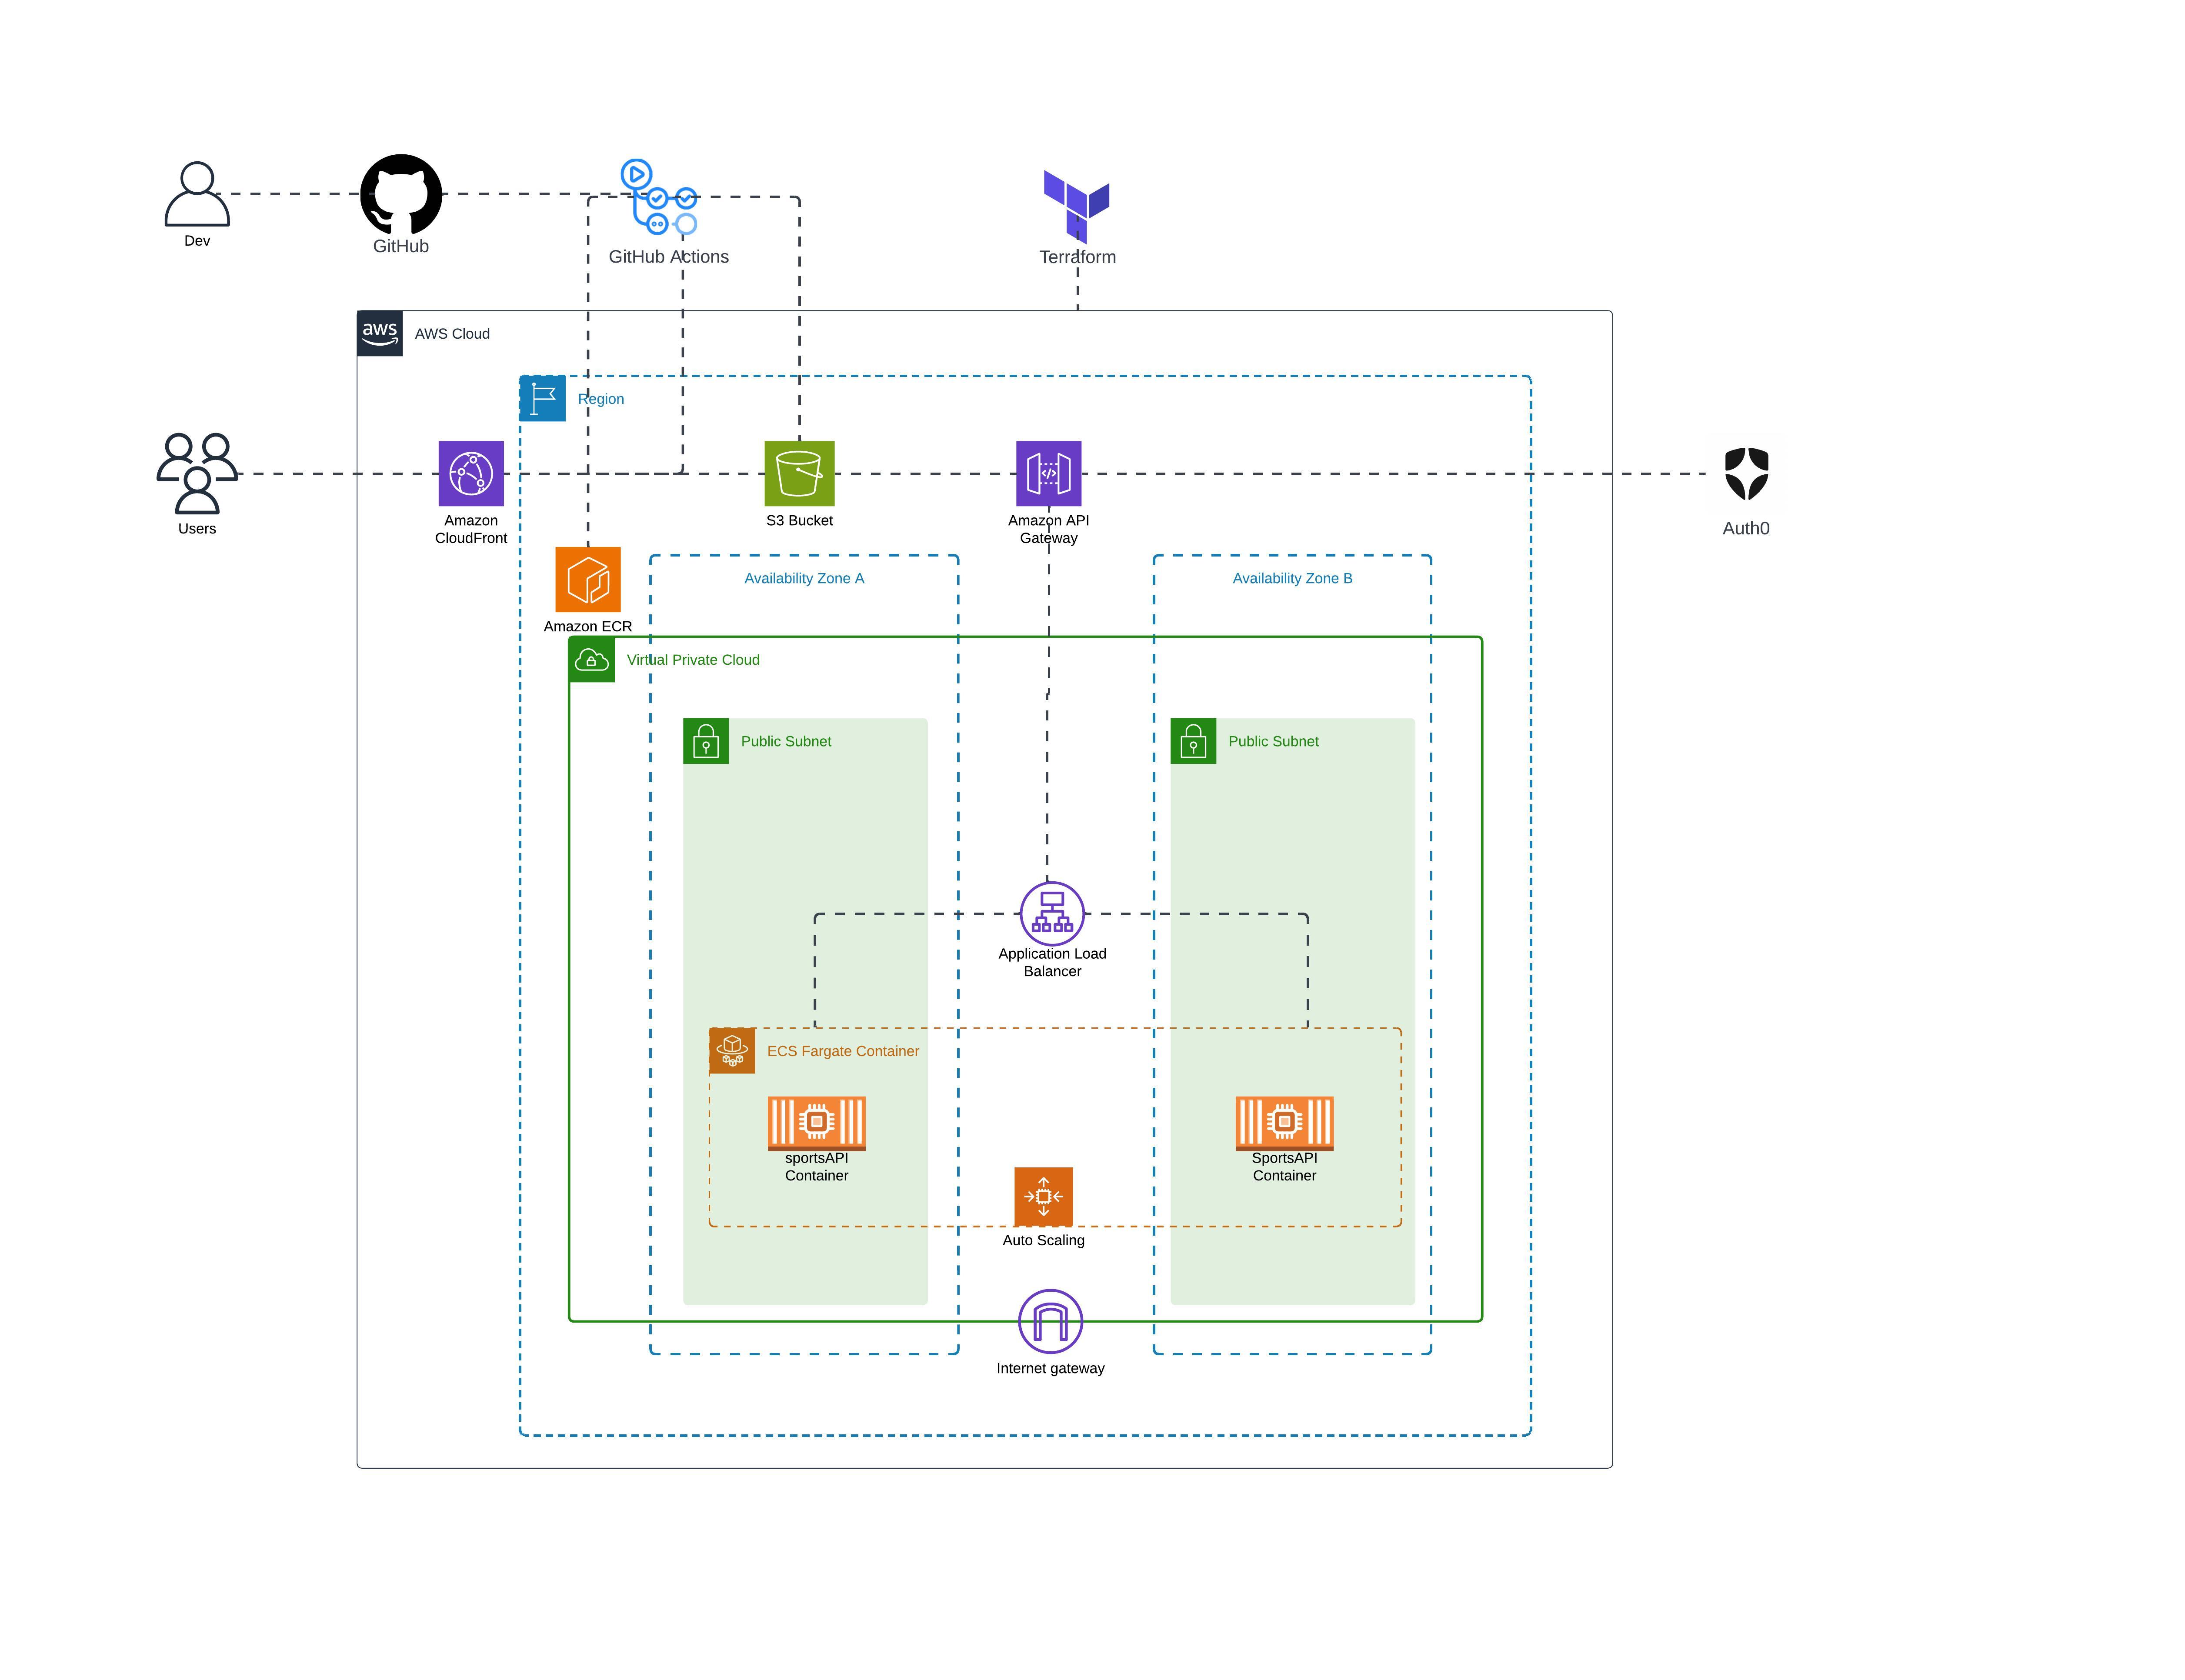 Dev
GitHub
GitHub Actions
Terraform
aws
AWS Cloud
Region
Users
Amazon
CloudFront
S3 Bucket
Amazon API
Gateway
Auth0
Amazon ECR
Availability Zone A
Availability Zone B
Virtual Private Cloud
Public Subnet
Public Subnet
Application Load
Balancer
ECS Fargate Container
sportsAPI
Container
SportsAPI
Container
Auto Scaling
Internet gateway